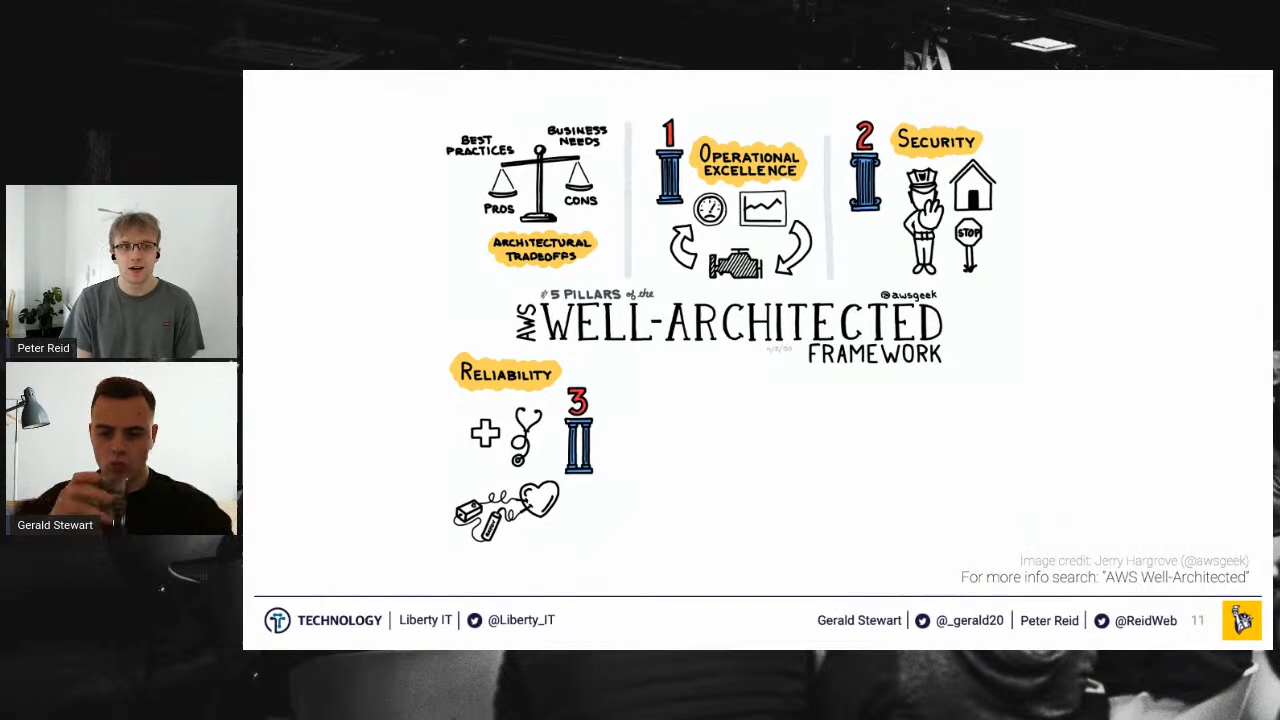 BEST
PRACTICES
BUSINESS
NEEDS
PROS
CONS
ARCHITECTURAL
TRADEOFFS
1
OPERATIONAL
EXCELLENCE
2
SECURITY
STOP
5 PILLARS of the
@awsgeek
AWS
WELL-ARCHITECTED
FRAMEWORK
RELIABILITY
3
Peter Reid
Gerald Stewart
Image credit: Jerry Hargrove (@awsgeek)
For more info search: "AWS Well-Architected"
TECHNOLOGY | Liberty IT | @Liberty_IT
Gerald Stewart | @_gerald20 | Peter Reid | @ReidWeb 11